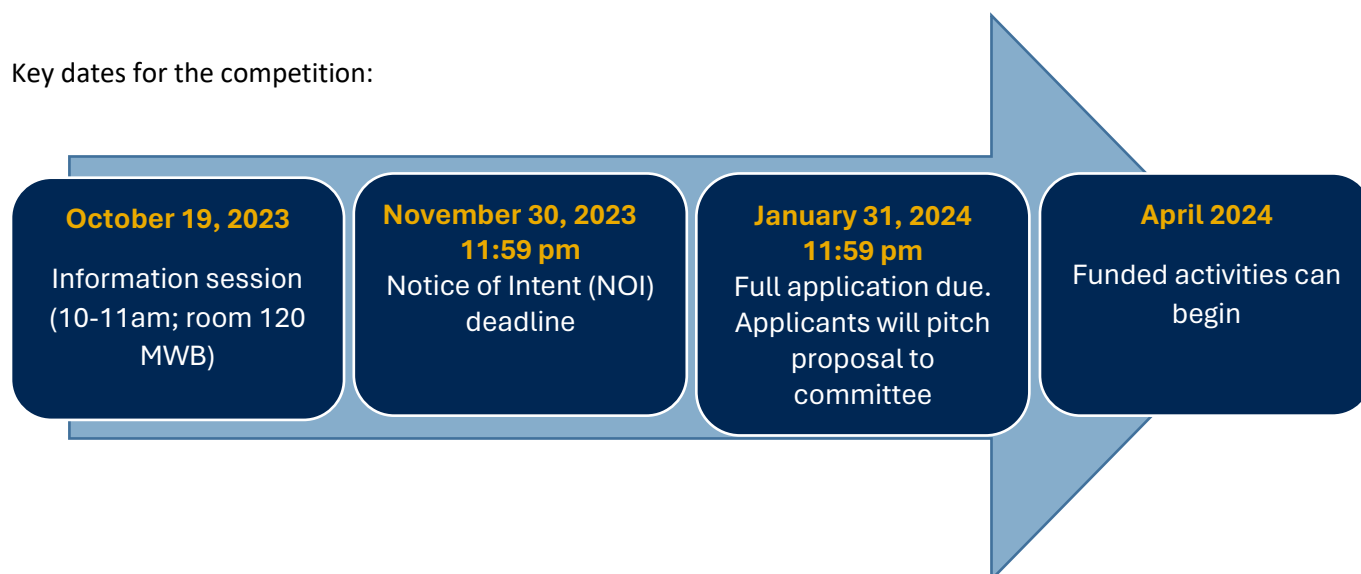 Key dates for the competition:
October 19, 2023
Information session
(10-11am; room 120
MWB)
November 30, 2023
11:59 pm
Notice of Intent (NOI)
deadline
January 31, 2024
11:59 pm
Full application due.
Applicants will pitch
proposal to
committee
April 2024
Funded activities can
begin